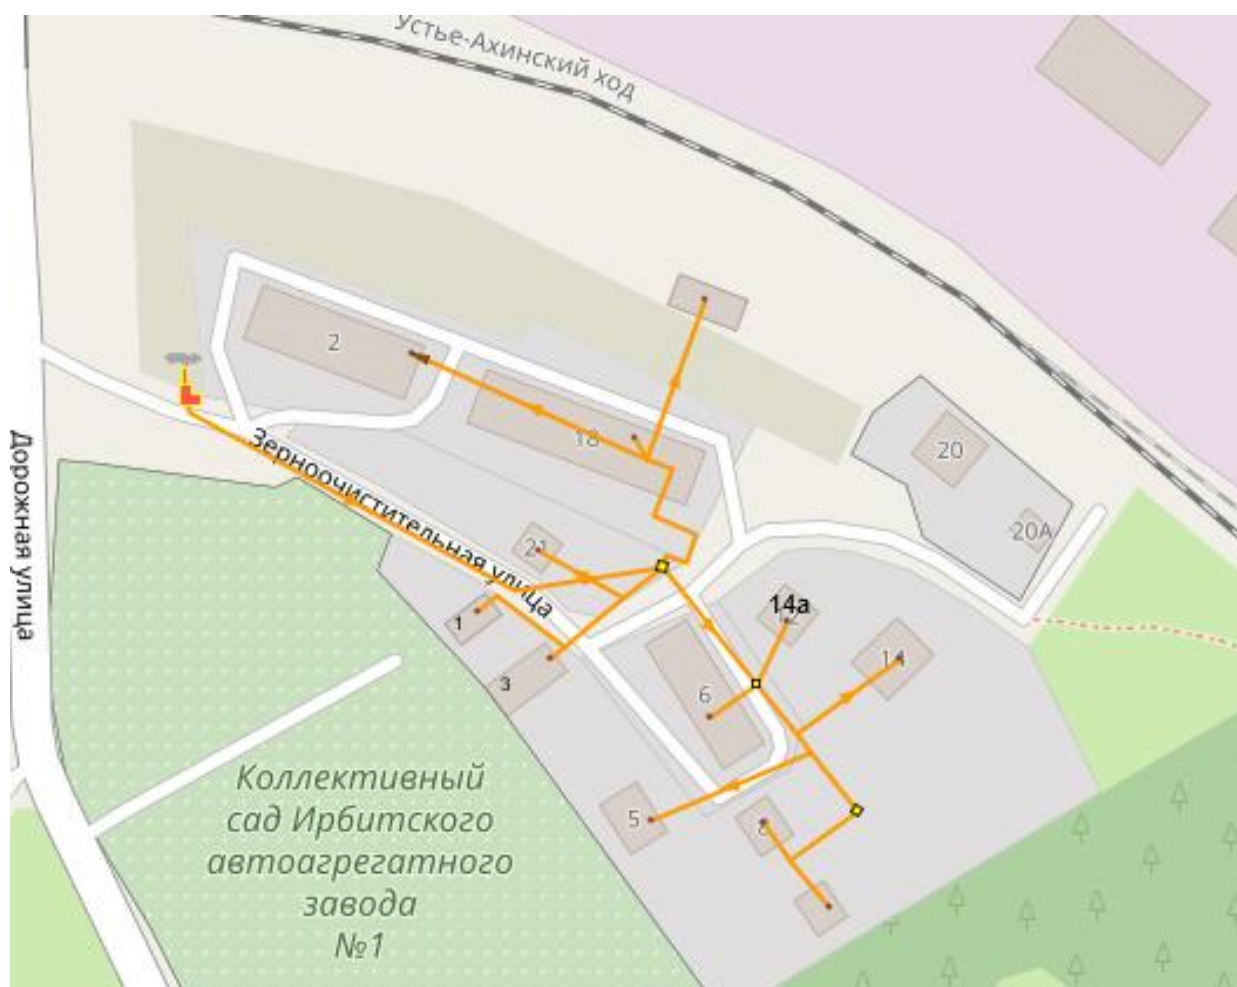 Устье-Ахинский ход
2
18
20
20А
Зерноочистительная улица
Дорожная улица
21
14а
1
14
3
6
5
8
Коллективный
сад Ирбитского
автоагрегатного
завода
№1